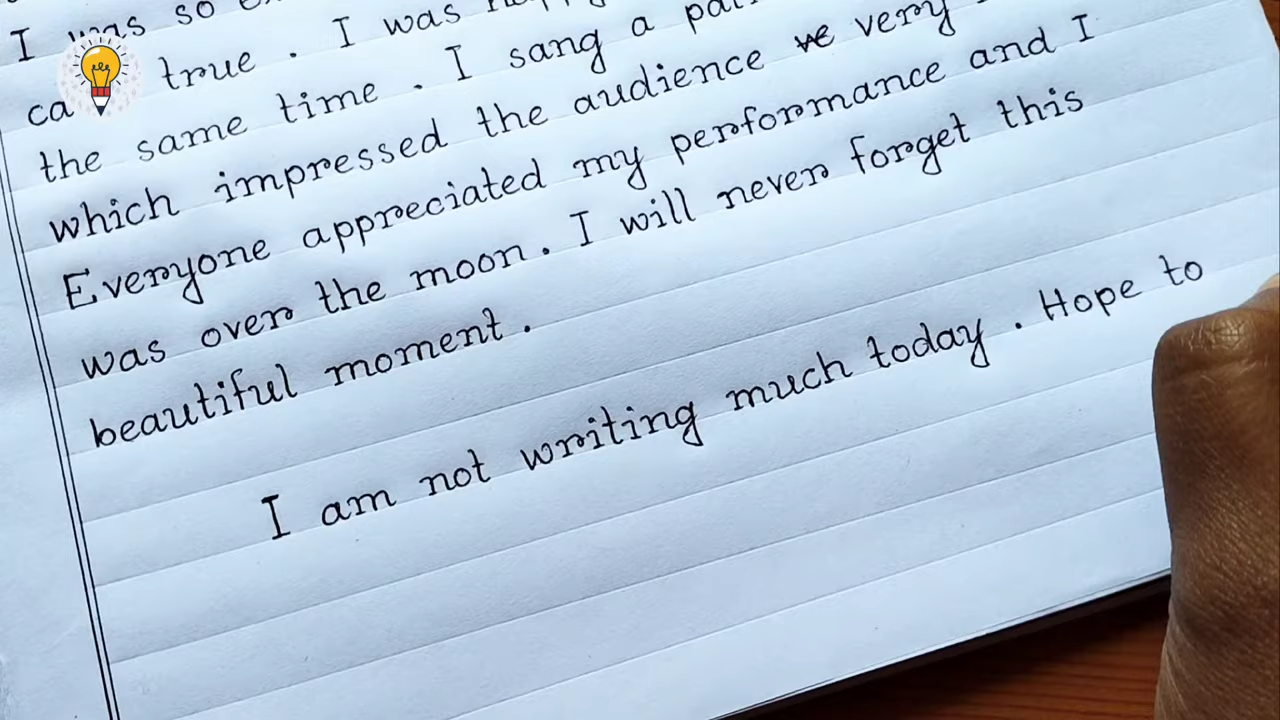 I was so
ca true . I was
the same time . I sang a
which impressed the audience ve very
Everyone appreciated my performance and I
was over the moon . I will never forget this
beautiful moment .
I am not writing much today . Hope to